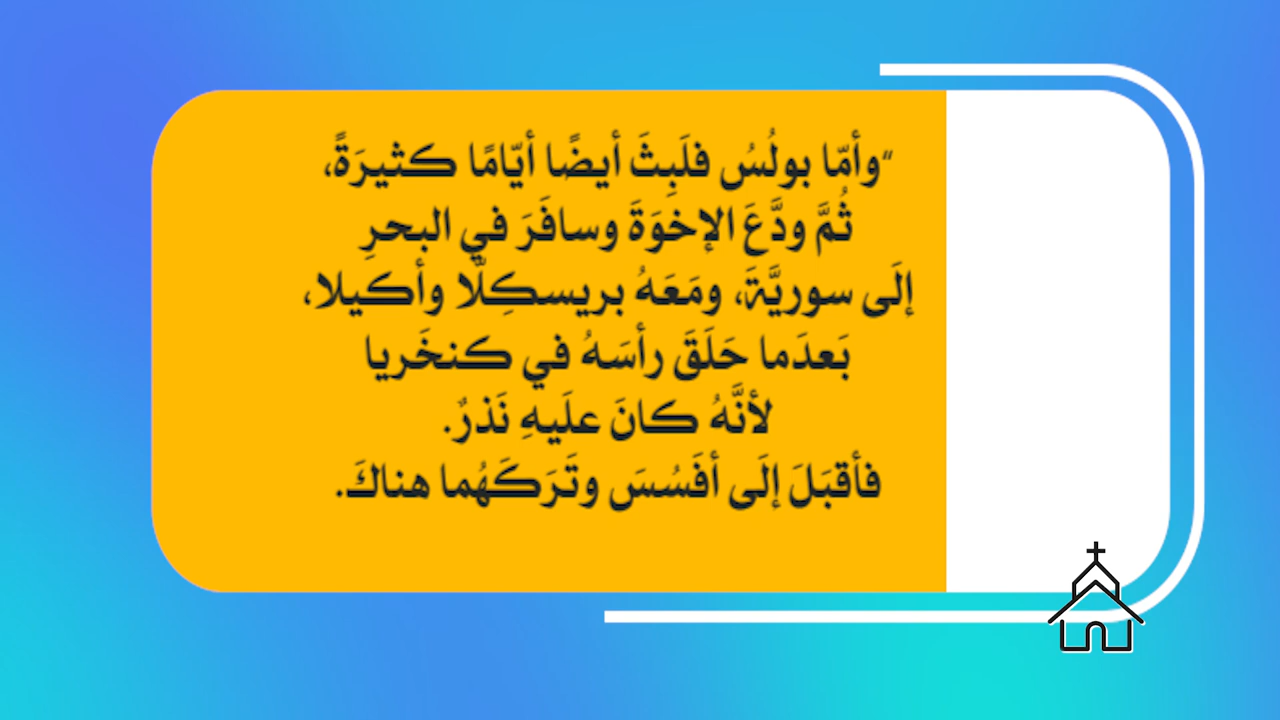 “وأمّا بولُسُ فلَبِثَ أيضًا أيّامًا كثيرَةً،
ثُمَّ ودَّعَ الإخوَةَ وسافَرَ في البحرِ
إلَى سوريَّةَ، ومَعَهُ بريسكِلّا وأكيلا،
بَعدَما حَلَقَ رأسَهُ في كنخَريا
لأنَّهُ كانَ علَيهِ نَذرٌ.
فأقبَلَ إلَى أفَسُسَ وتَرَكَهُما هناكَ.